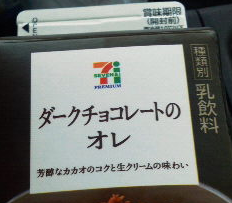 賞味期限
(開封前)
種類別 乳飲料
7i
SEVEN&i
PREMIUM
ダークチョコレートの
オレ
芳醇なカカオのコクと生クリームの味わい